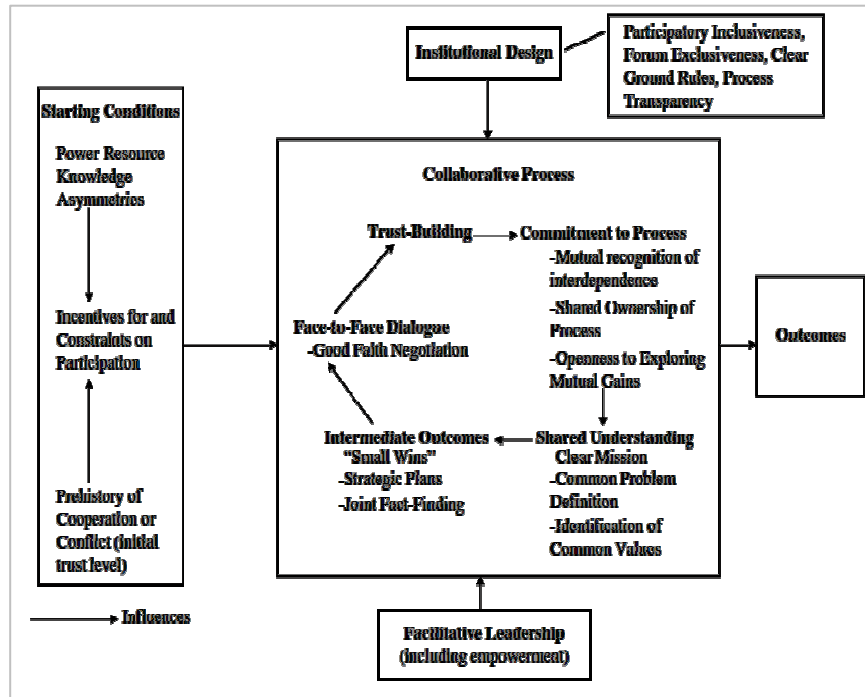 Institutional Design
Participatory Inclusiveness,
Forum Exclusiveness, Clear
Ground Rules, Process
Transparency
Starting Conditions
Power Resource
Knowledge
Asymmetries
Incentives for and
Constraints on
Participation
Prehistory of
Cooperation or
Conflict (initial
trust level)
Collaborative Process
Trust-Building
Commitment to Process
-Mutual recognition of
interdependence
-Shared Ownership of
Process
-Openness to Exploring
Mutual Gains
Face-to-Face Dialogue
-Good Faith Negotiation
Intermediate Outcomes
“Small Wins”
-Strategic Plans
-Joint Fact-Finding
Shared Understanding
Clear Mission
-Common Problem
Definition
-Identification of
Common Values
Outcomes
Influences
Facilitative Leadership
(including empowerment)